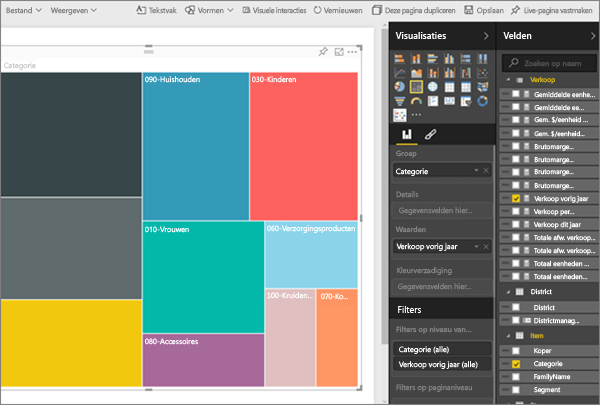 Bestand Weergeven Tekstvak Vormen Visuele interacties Vernieuwen Deze pagina dupliceren Opslaan Live-pagina vastmaken
Categorie
090-Huishouden
030-Kinderen
010-Vrouwen
060-Verzorgingsproducten
100-Kruiden...
070-Ko...
080-Accessoires
Visualisaties
Groep
Categorie
Details
Gegevensvelden hier...
Waarden
Verkoop vorig jaar
Kleurverzadiging
Gegevensvelden hier...
Filters
Filters op niveau van...
Categorie (alle)
Verkoop vorig jaar (alle)
Filters op paginaniveau
Velden
Zoeken op naam
Verkoop
Gemiddelde eenhe...
Gemiddelde ee...
Gem. $/eenheid ...
Gem. $/eenheid...
Brutomarge...
Brutomarge...
Brutomarge...
Brutomarge...
Verkoop vorig jaar
Verkoop per...
Verkoop dit jaar
Totale afw. verkoop...
Totale afw. verkoop...
Totaal eenheden ...
Totaal eenheden...
District
District
Districtmanag...
Item
Koper
Categorie
FamilyName
Segment